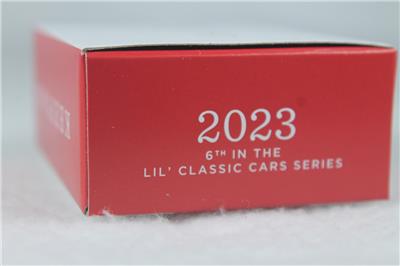 2023
6TH IN THE
LIL' CLASSIC CARS SERIES